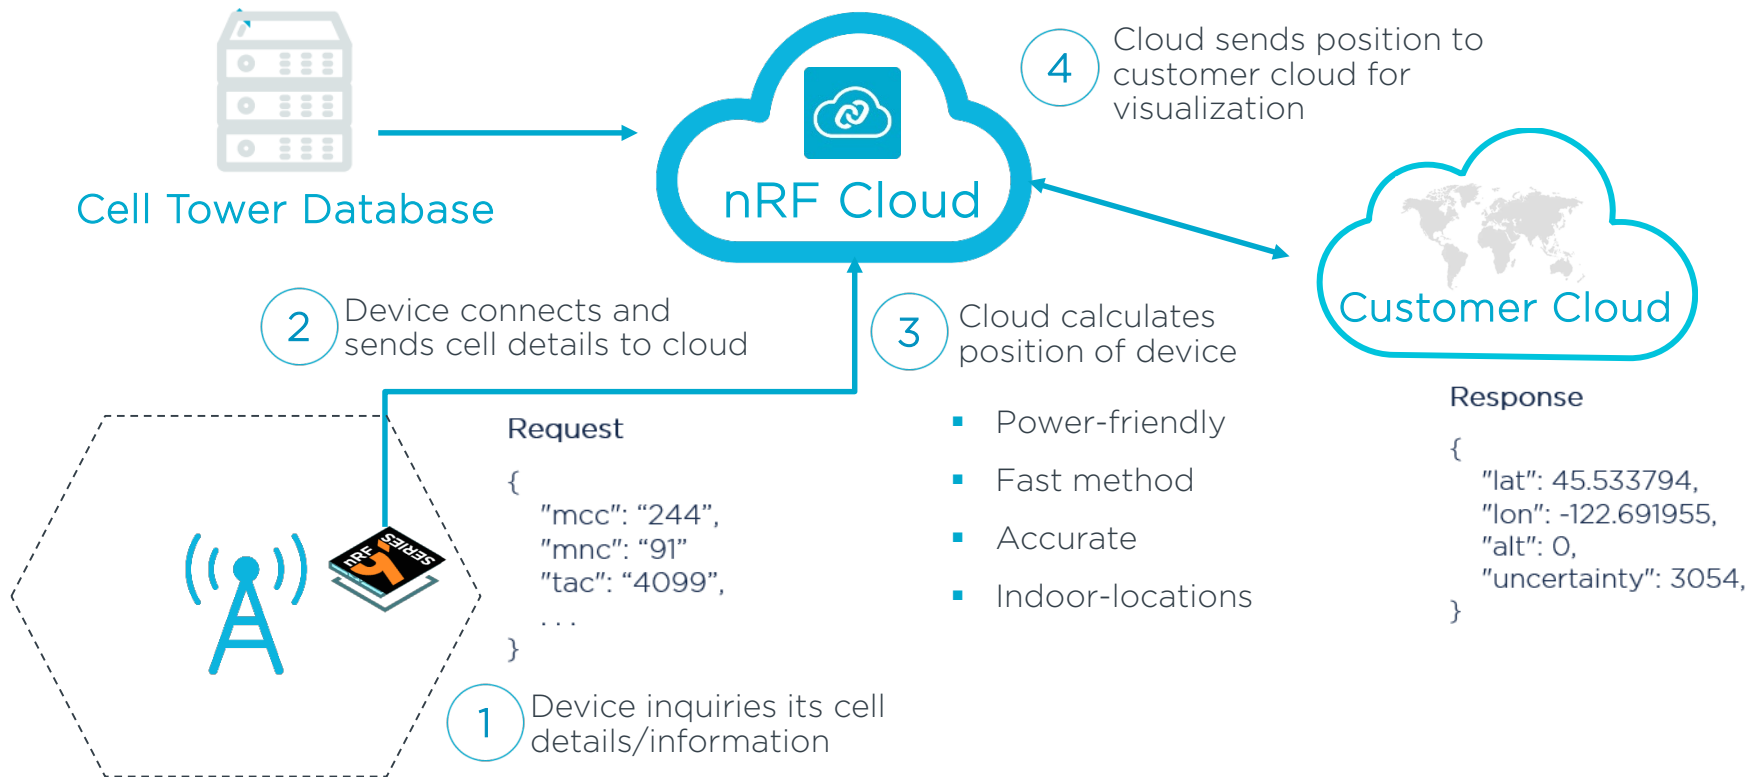 Cell Tower Database
nRF Cloud
4
Cloud sends position to
customer cloud for
visualization
Customer Cloud
2
Device connects and
sends cell details to cloud
3
Cloud calculates
position of device
▪ Power-friendly
▪ Fast method
▪ Accurate
▪ Indoor-locations
Request
{
"mcc": “244”,
"mnc": “91”
"tac": “4099”,
. . .
}
nRF
91
SERIES
1
Device inquiries its cell
details/information
Response
{
"lat": 45.533794,
"lon": -122.691955,
"alt": 0,
"uncertainty": 3054,
}